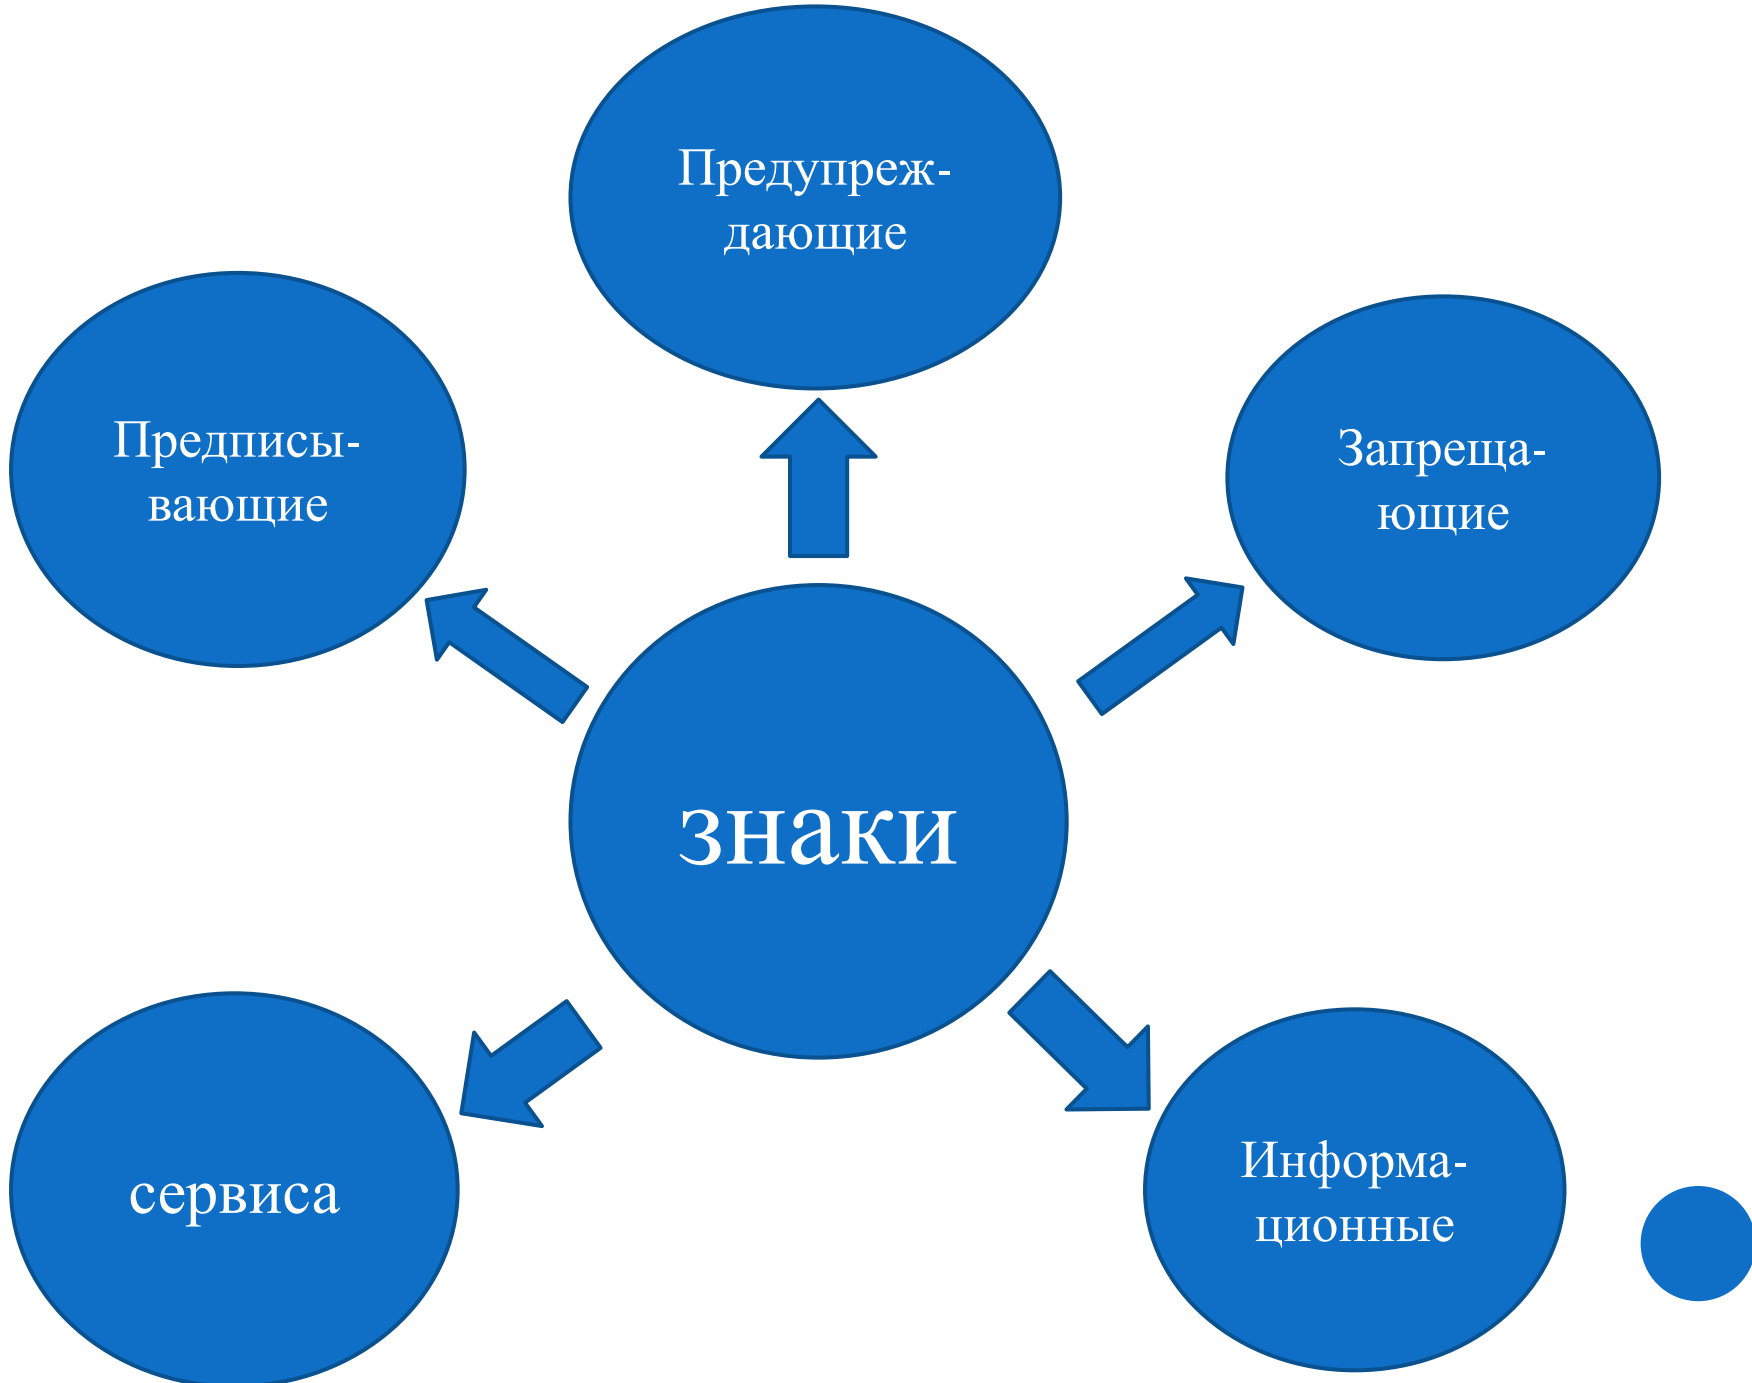 Предупреж-
дающие
Предписы-
вающие
Запреща-
ющие
знаки
сервиса
Информа-
ционные